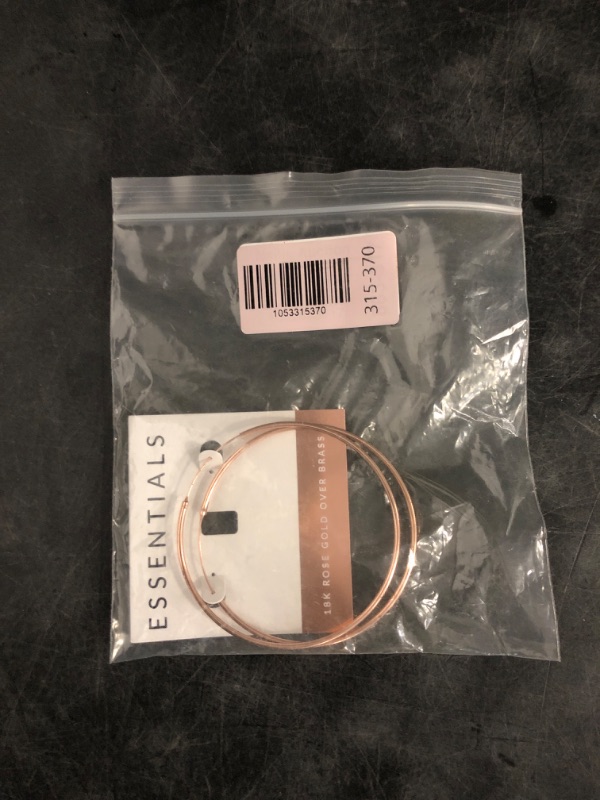 1053315370
315-370
ESSENTIALS
18K ROSE GOLD OVER BRASS